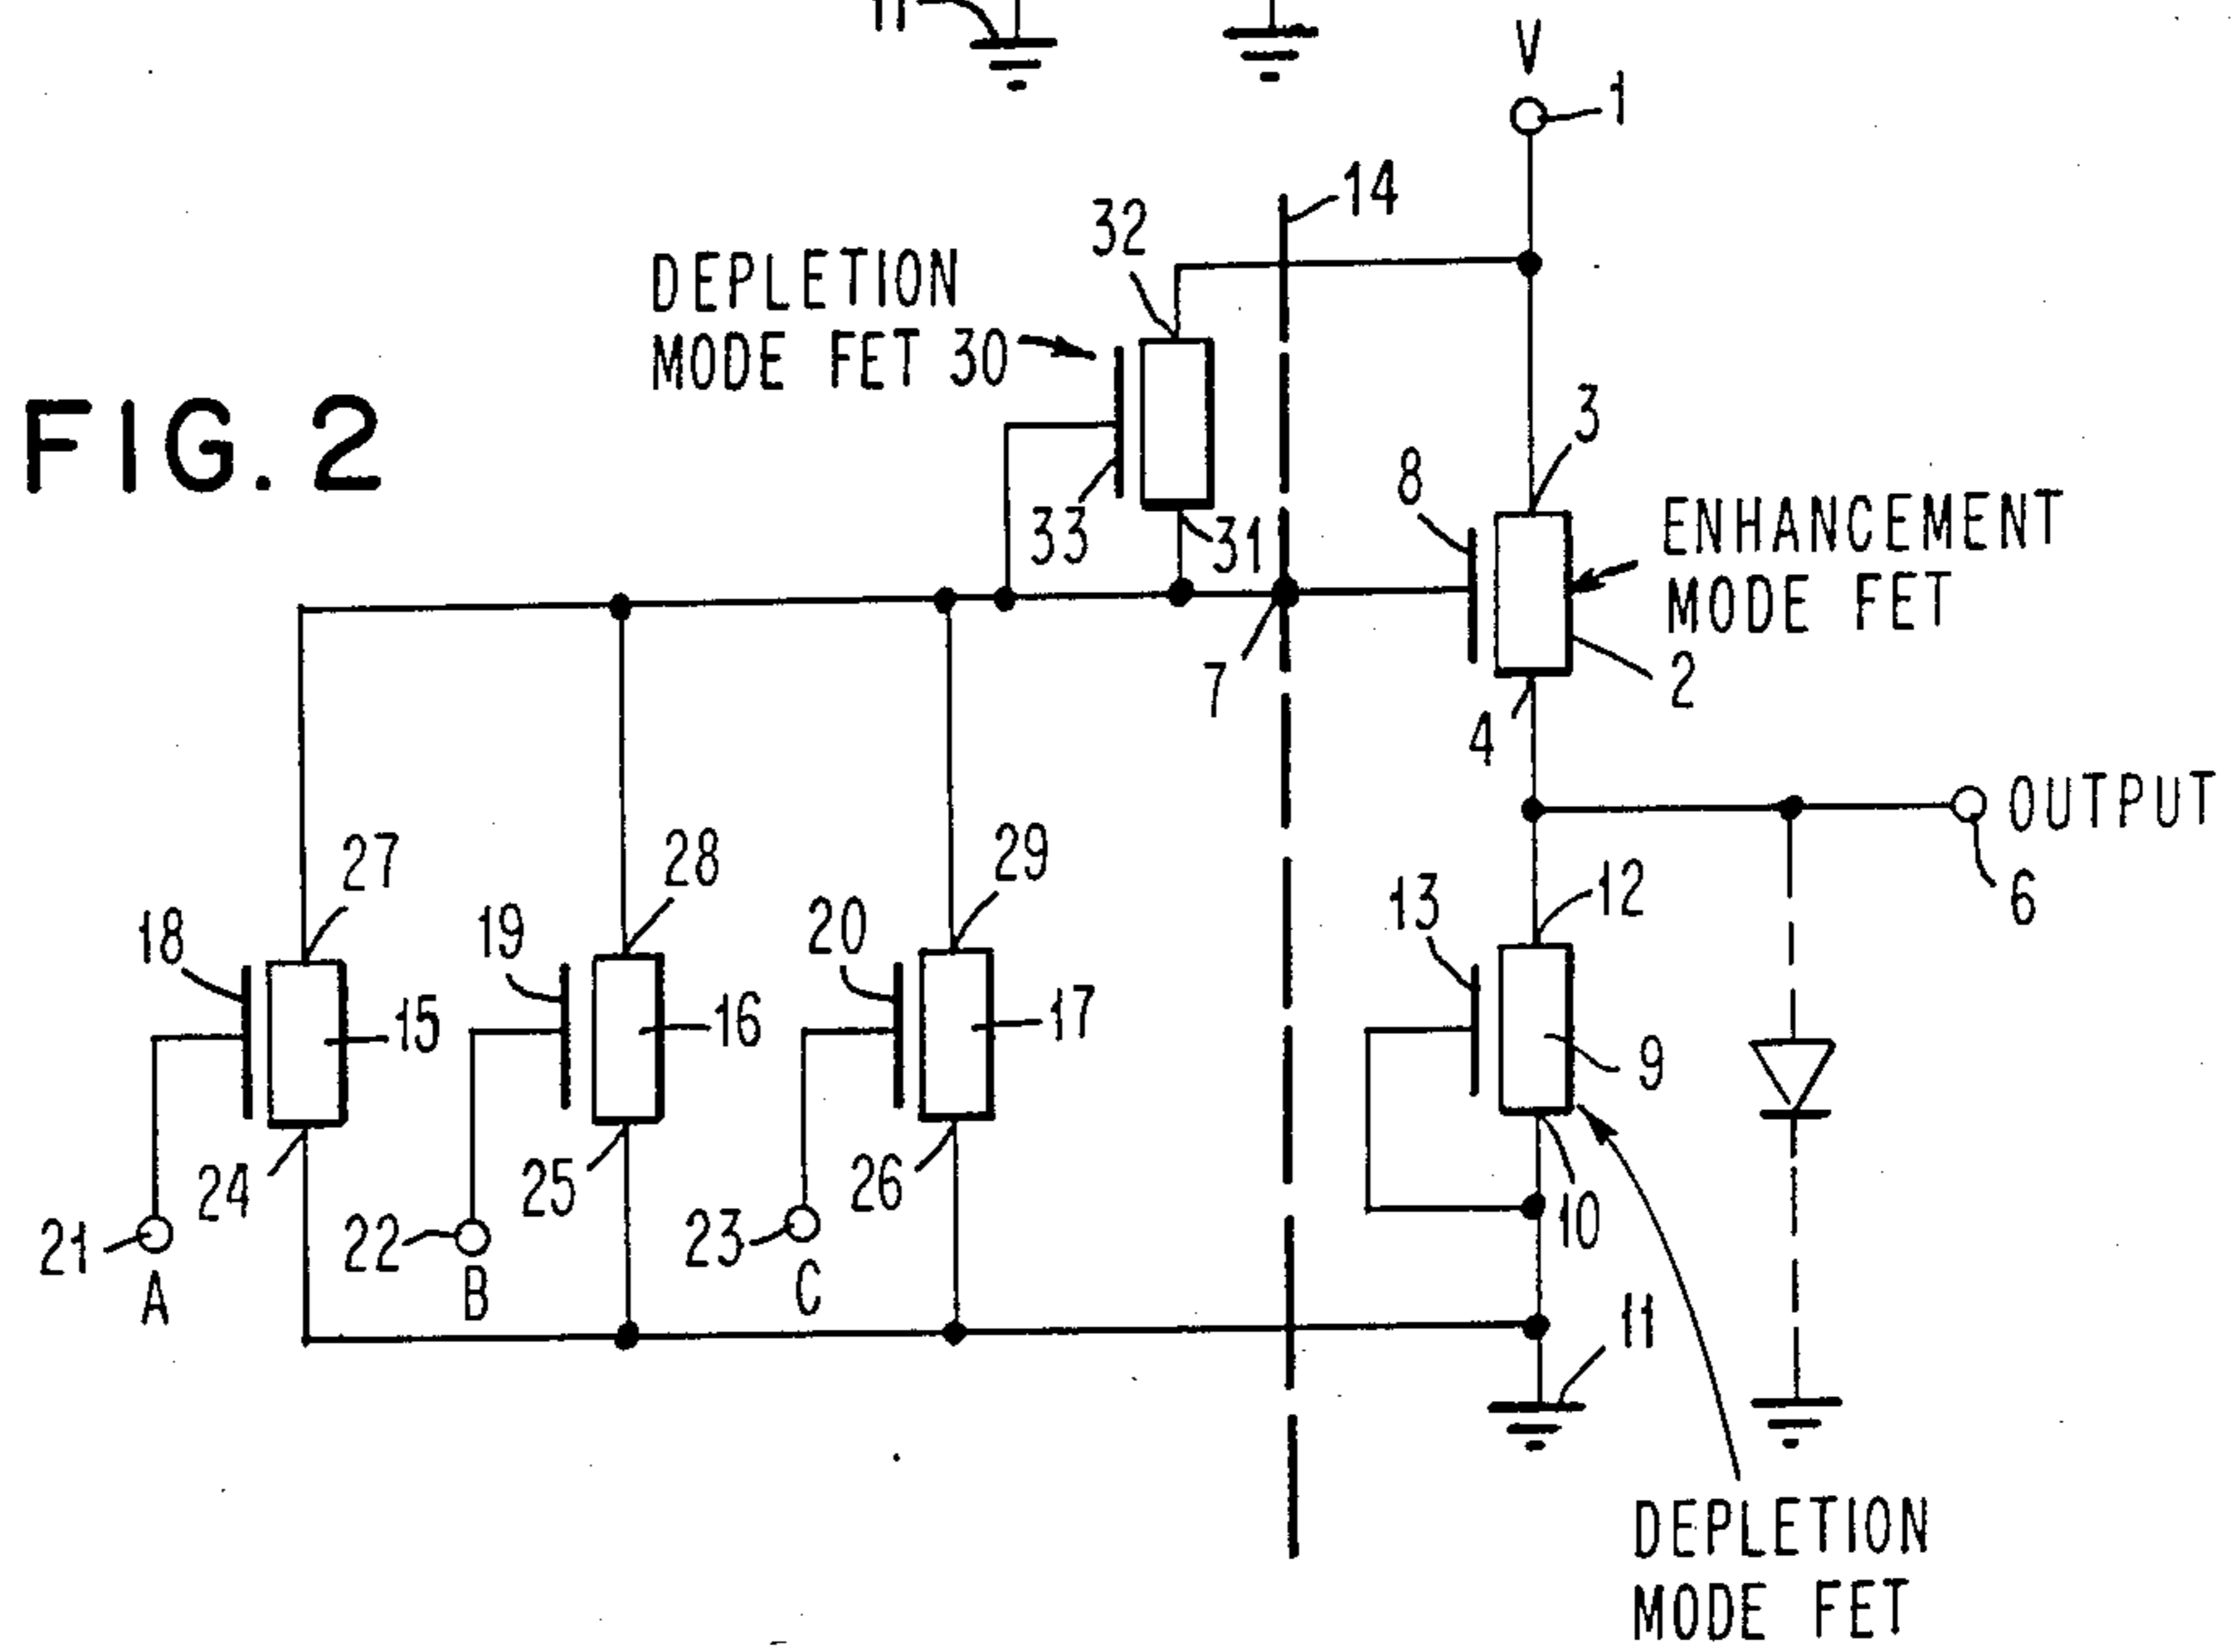 11
V
1
14
32
DEPLETION
MODE FET 30
3
FIG. 2
8
33
31
ENHANCEMENT
MODE FET
7
2
4
OUTPUT
27
28
29
12
6
18
19
20
13
15
16
17
9
24
25
26
10
21
22
23
A
B
C
11
DEPLETION
MODE FET